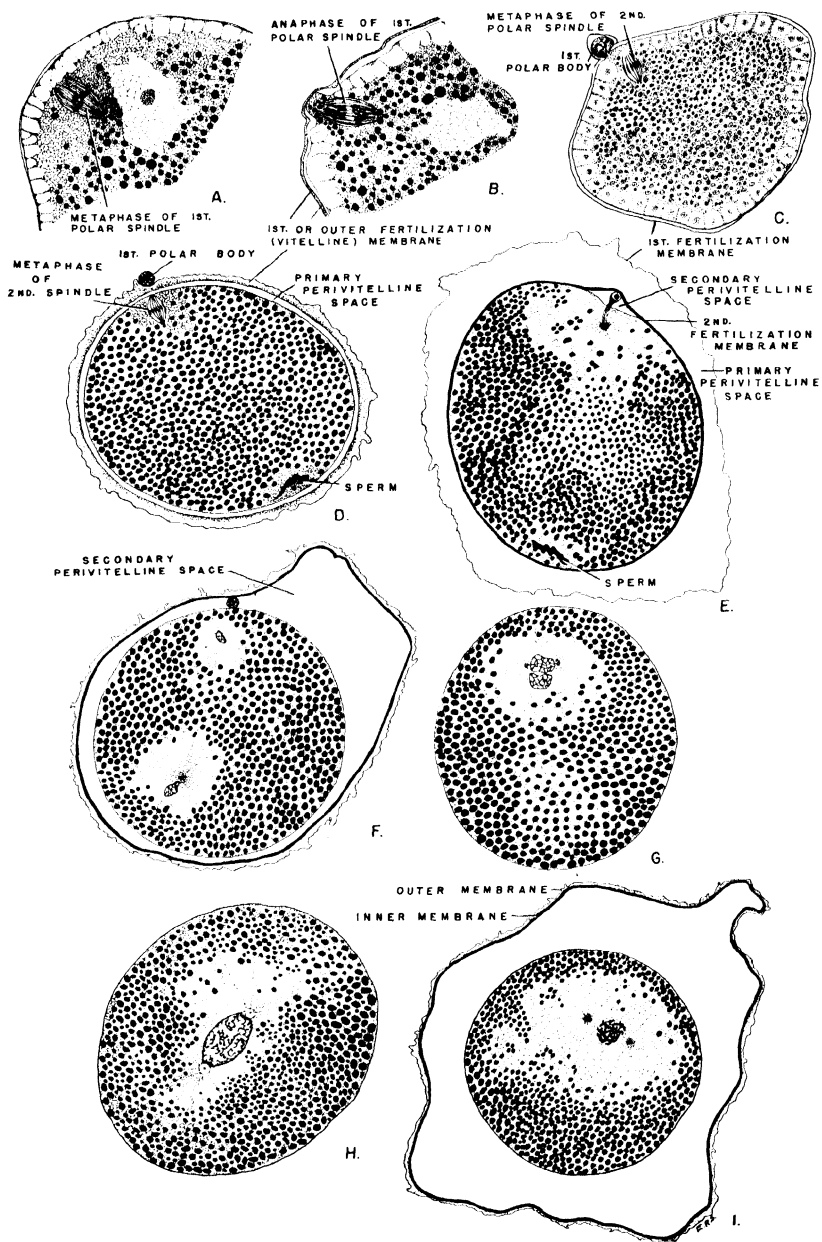 METAPHASE OF 1ST.
POLAR SPINDLE
A.
ANAPHASE OF 1ST.
POLAR SPINDLE
B.
METAPHASE OF 2ND.
POLAR SPINDLE
1ST.
POLAR BODY
C.
1ST. OR OUTER FERTILIZATION
(VITELLINE) MEMBRANE
1ST. POLAR BODY
METAPHASE
OF
2ND. SPINDLE
PRIMARY
PERIVITELLINE
SPACE
SPERM
D.
1ST. FERTILIZATION
MEMBRANE
SECONDARY
PERIVITELLINE
SPACE
2ND.
FERTILIZATION
MEMBRANE
PRIMARY
PERIVITELLINE
SPACE
SPERM
E.
SECONDARY
PERIVITELLINE SPACE
F.
G.
H.
OUTER MEMBRANE
INNER MEMBRANE
I.